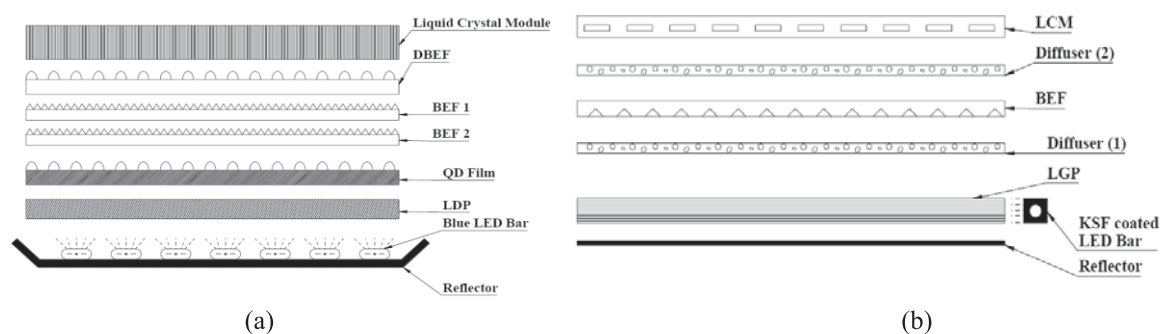 Liquid Crystal Module
DBEF
BEF 1
BEF 2
QD Film
LDP
Blue LED Bar
Reflector
(a)
LCM
Diffuser (2)
BEF
Diffuser (1)
LGP
KSF coated
LED Bar
Reflector
(b)